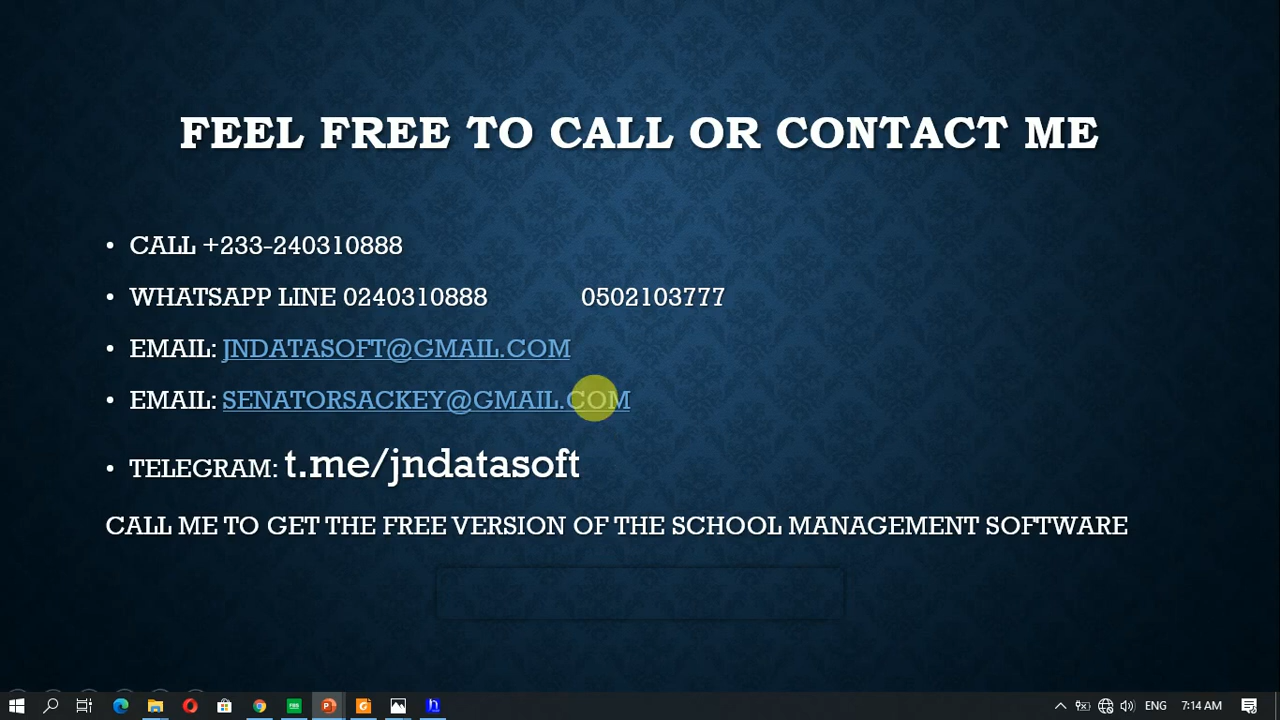 FEEL FREE TO CALL OR CONTACT ME
• CALL +233-240310888
• WHATSAPP LINE 0240310888 0502103777
• EMAIL: JNDATASOFT@GMAIL.COM
• EMAIL: SENATORSACKEY@GMAIL.COM
• TELEGRAM: t.me/jndatasoft
CALL ME TO GET THE FREE VERSION OF THE SCHOOL MANAGEMENT SOFTWARE
ENG 7:14 AM